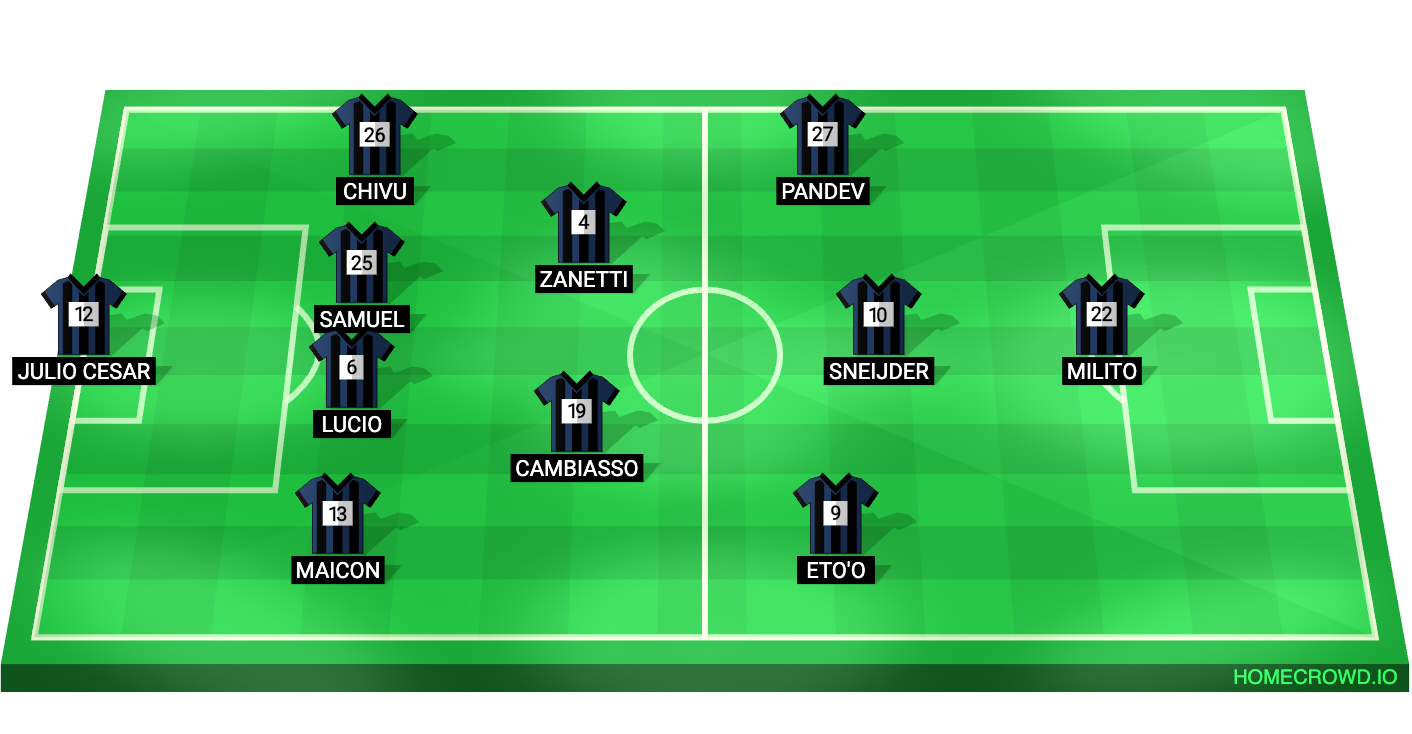 26
CHIVU
27
PANDEV
4
ZANETTI
25
SAMUEL
12
JULIO CESAR
10
SNEIJDER
22
MILITO
6
LUCIO
19
CAMBIASSO
13
MAICON
9
ETO'O
HOMECROWD.IO